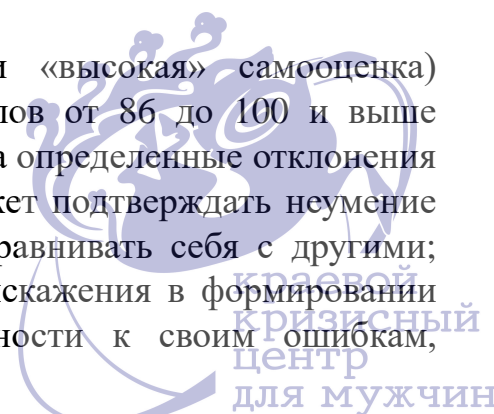 и «высокая» самооценка)
лов от 86 до 100 и выше
а определенные отклонения
жет подтверждать неумение
равнивать себя с другими;
искажения в формировании
ности к своим ошибкам,
краевой
кризисный
центр
для мужчин